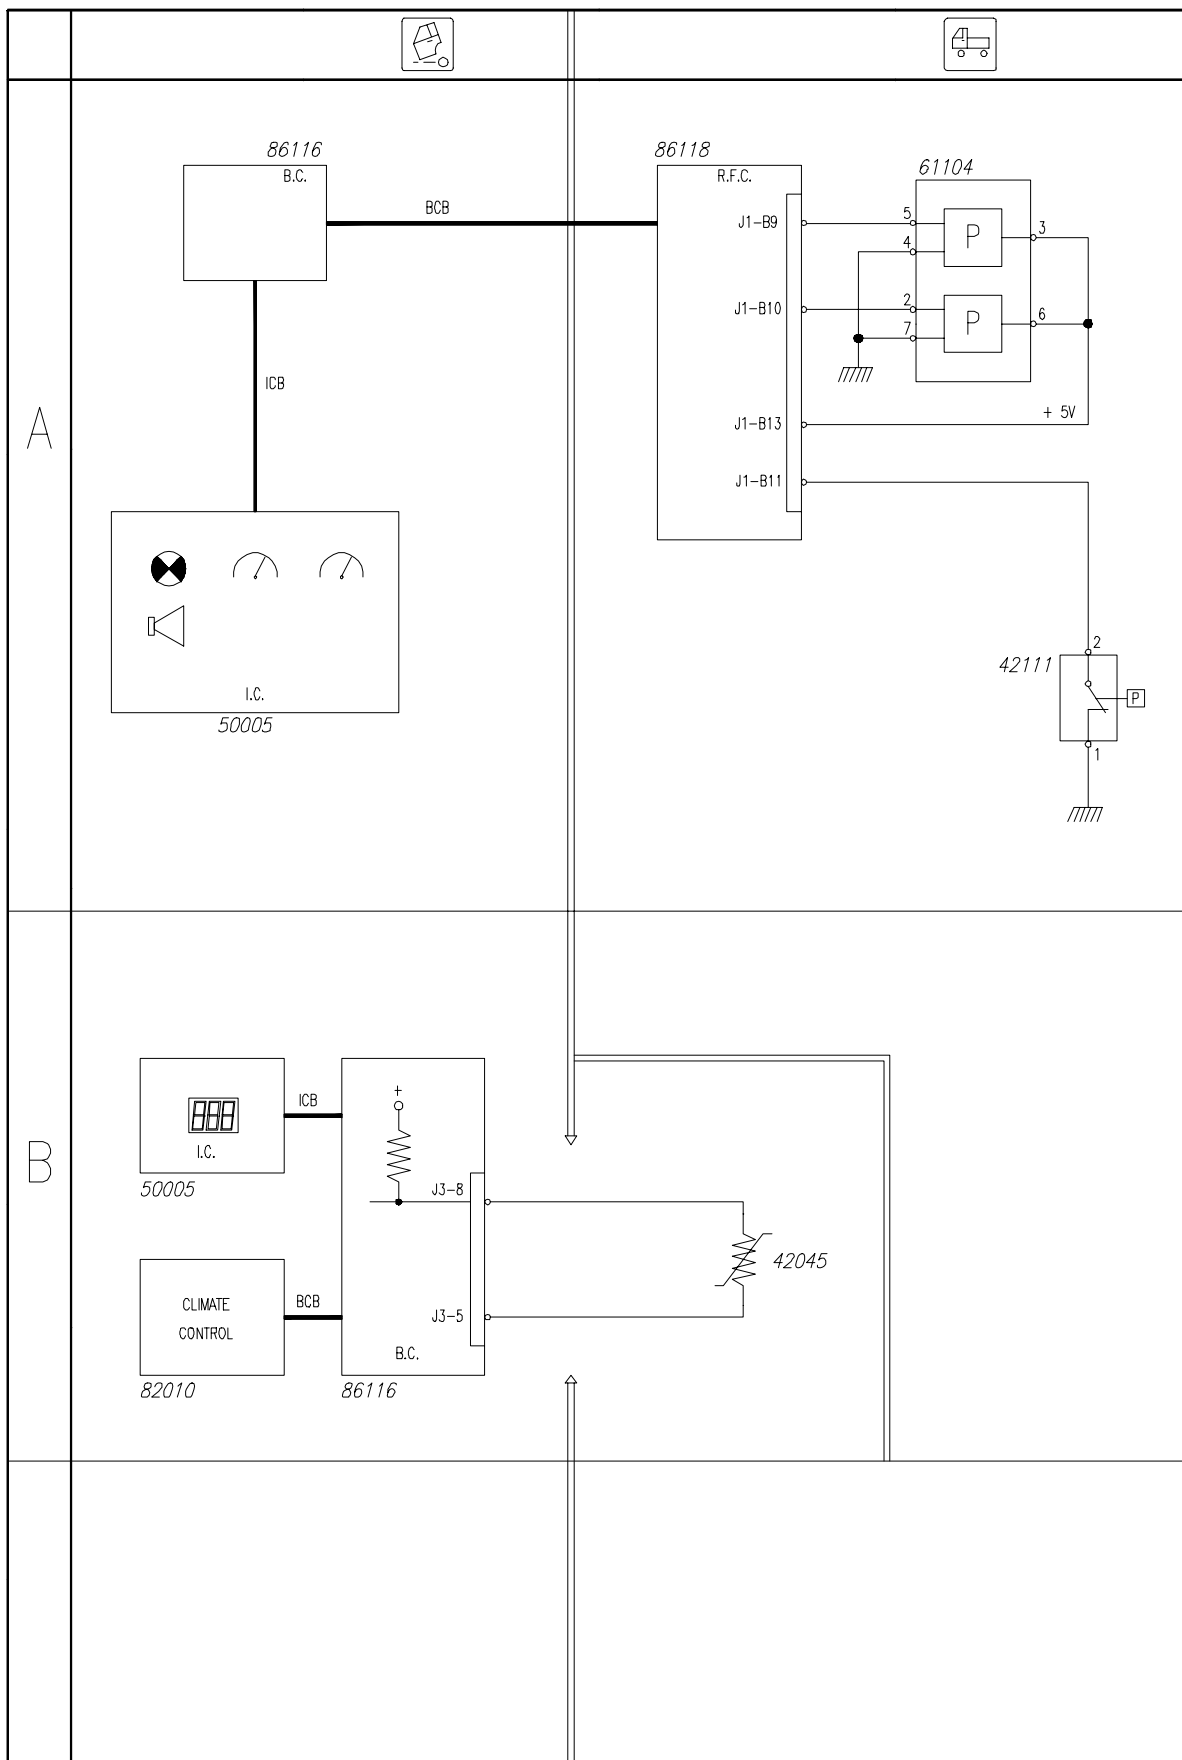 86116
B.C.
BCB
86118
R.F.C.
61104
J1-B9
5
4
P
3
J1-B10
2
7
P
6
ICB
A
J1-B13
+ 5V
J1-B11
I.C.
50005
42111
2
P
1
B
ICB
+
888
I.C.
50005
J3-8
42045
CLIMATE
CONTROL
BCB
J3-5
B.C.
82010
86116